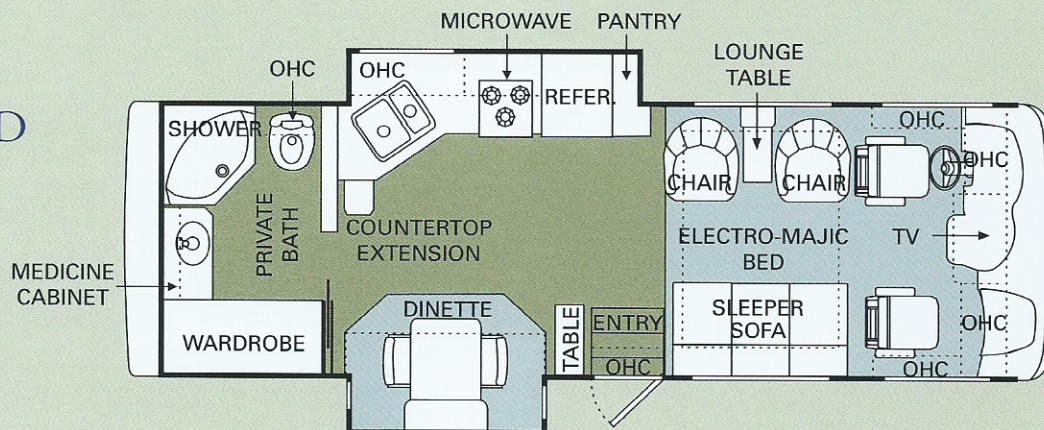 MICROWAVE
PANTRY
LOUNGE
TABLE
OHC
OHC
REFER.
D
SHOWER
OHC
OHC
CHAIR
CHAIR
PRIVATE
BATH
COUNTERTOP
EXTENSION
ELECTRO-MAJIC
BED
TV
MEDICINE
CABINET
DINETTE
SLEEPER
SOFA
WARDROBE
TABLE
ENTRY
OHC
OHC
OHC